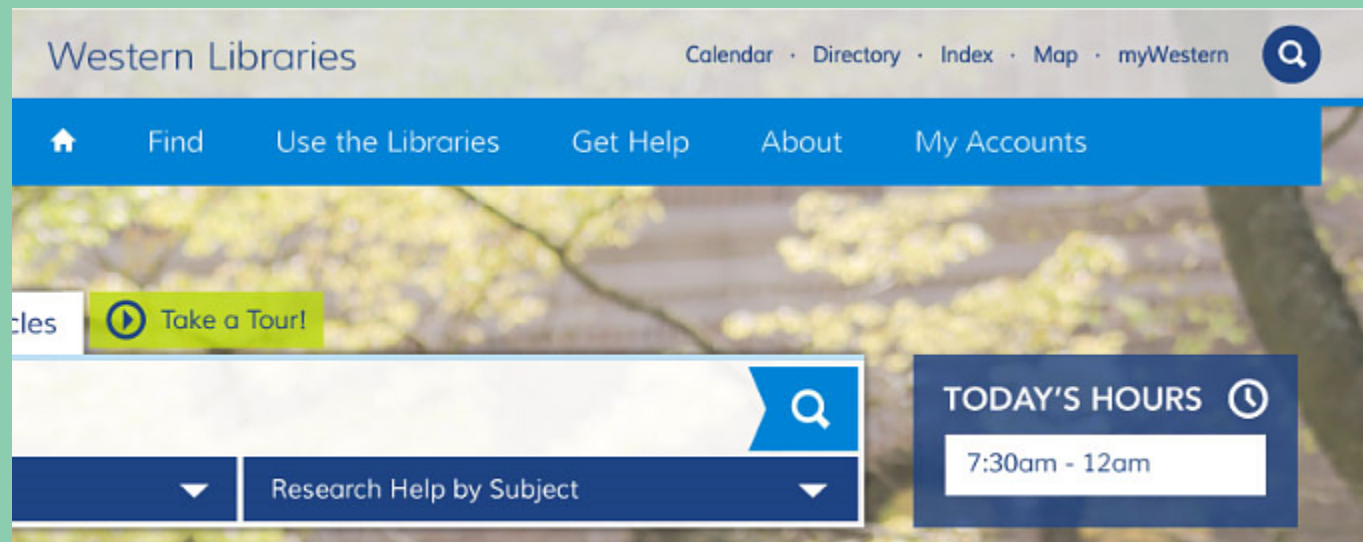 Western Libraries
Calendar · Directory · Index · Map · myWestern
Find Use the Libraries Get Help About My Accounts
cles Take a Tour!
TODAY'S HOURS
7:30am - 12am
Research Help by Subject